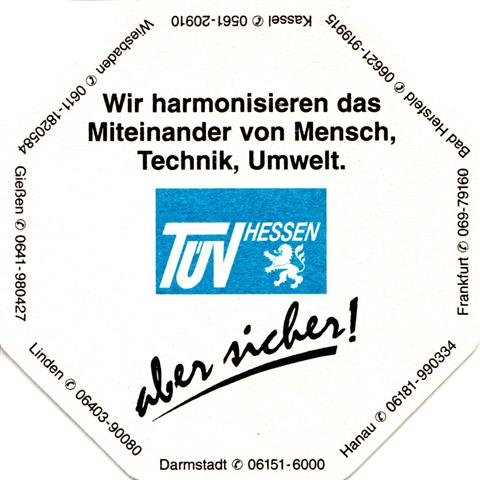 Wir harmonisieren das
Miteinander von Mensch,
Technik, Umwelt.
TÜV HESSEN
aber sicher!
Kassel ✆ 0561-20910
Bad Hersfeld ✆ 06621-919915
Frankfurt ✆ 069-79160
Hanau ✆ 06181-990334
Darmstadt ✆ 06151-6000
Linden ✆ 06403-90080
Gießen ✆ 0641-980427
Wiesbaden ✆ 0611-1820584